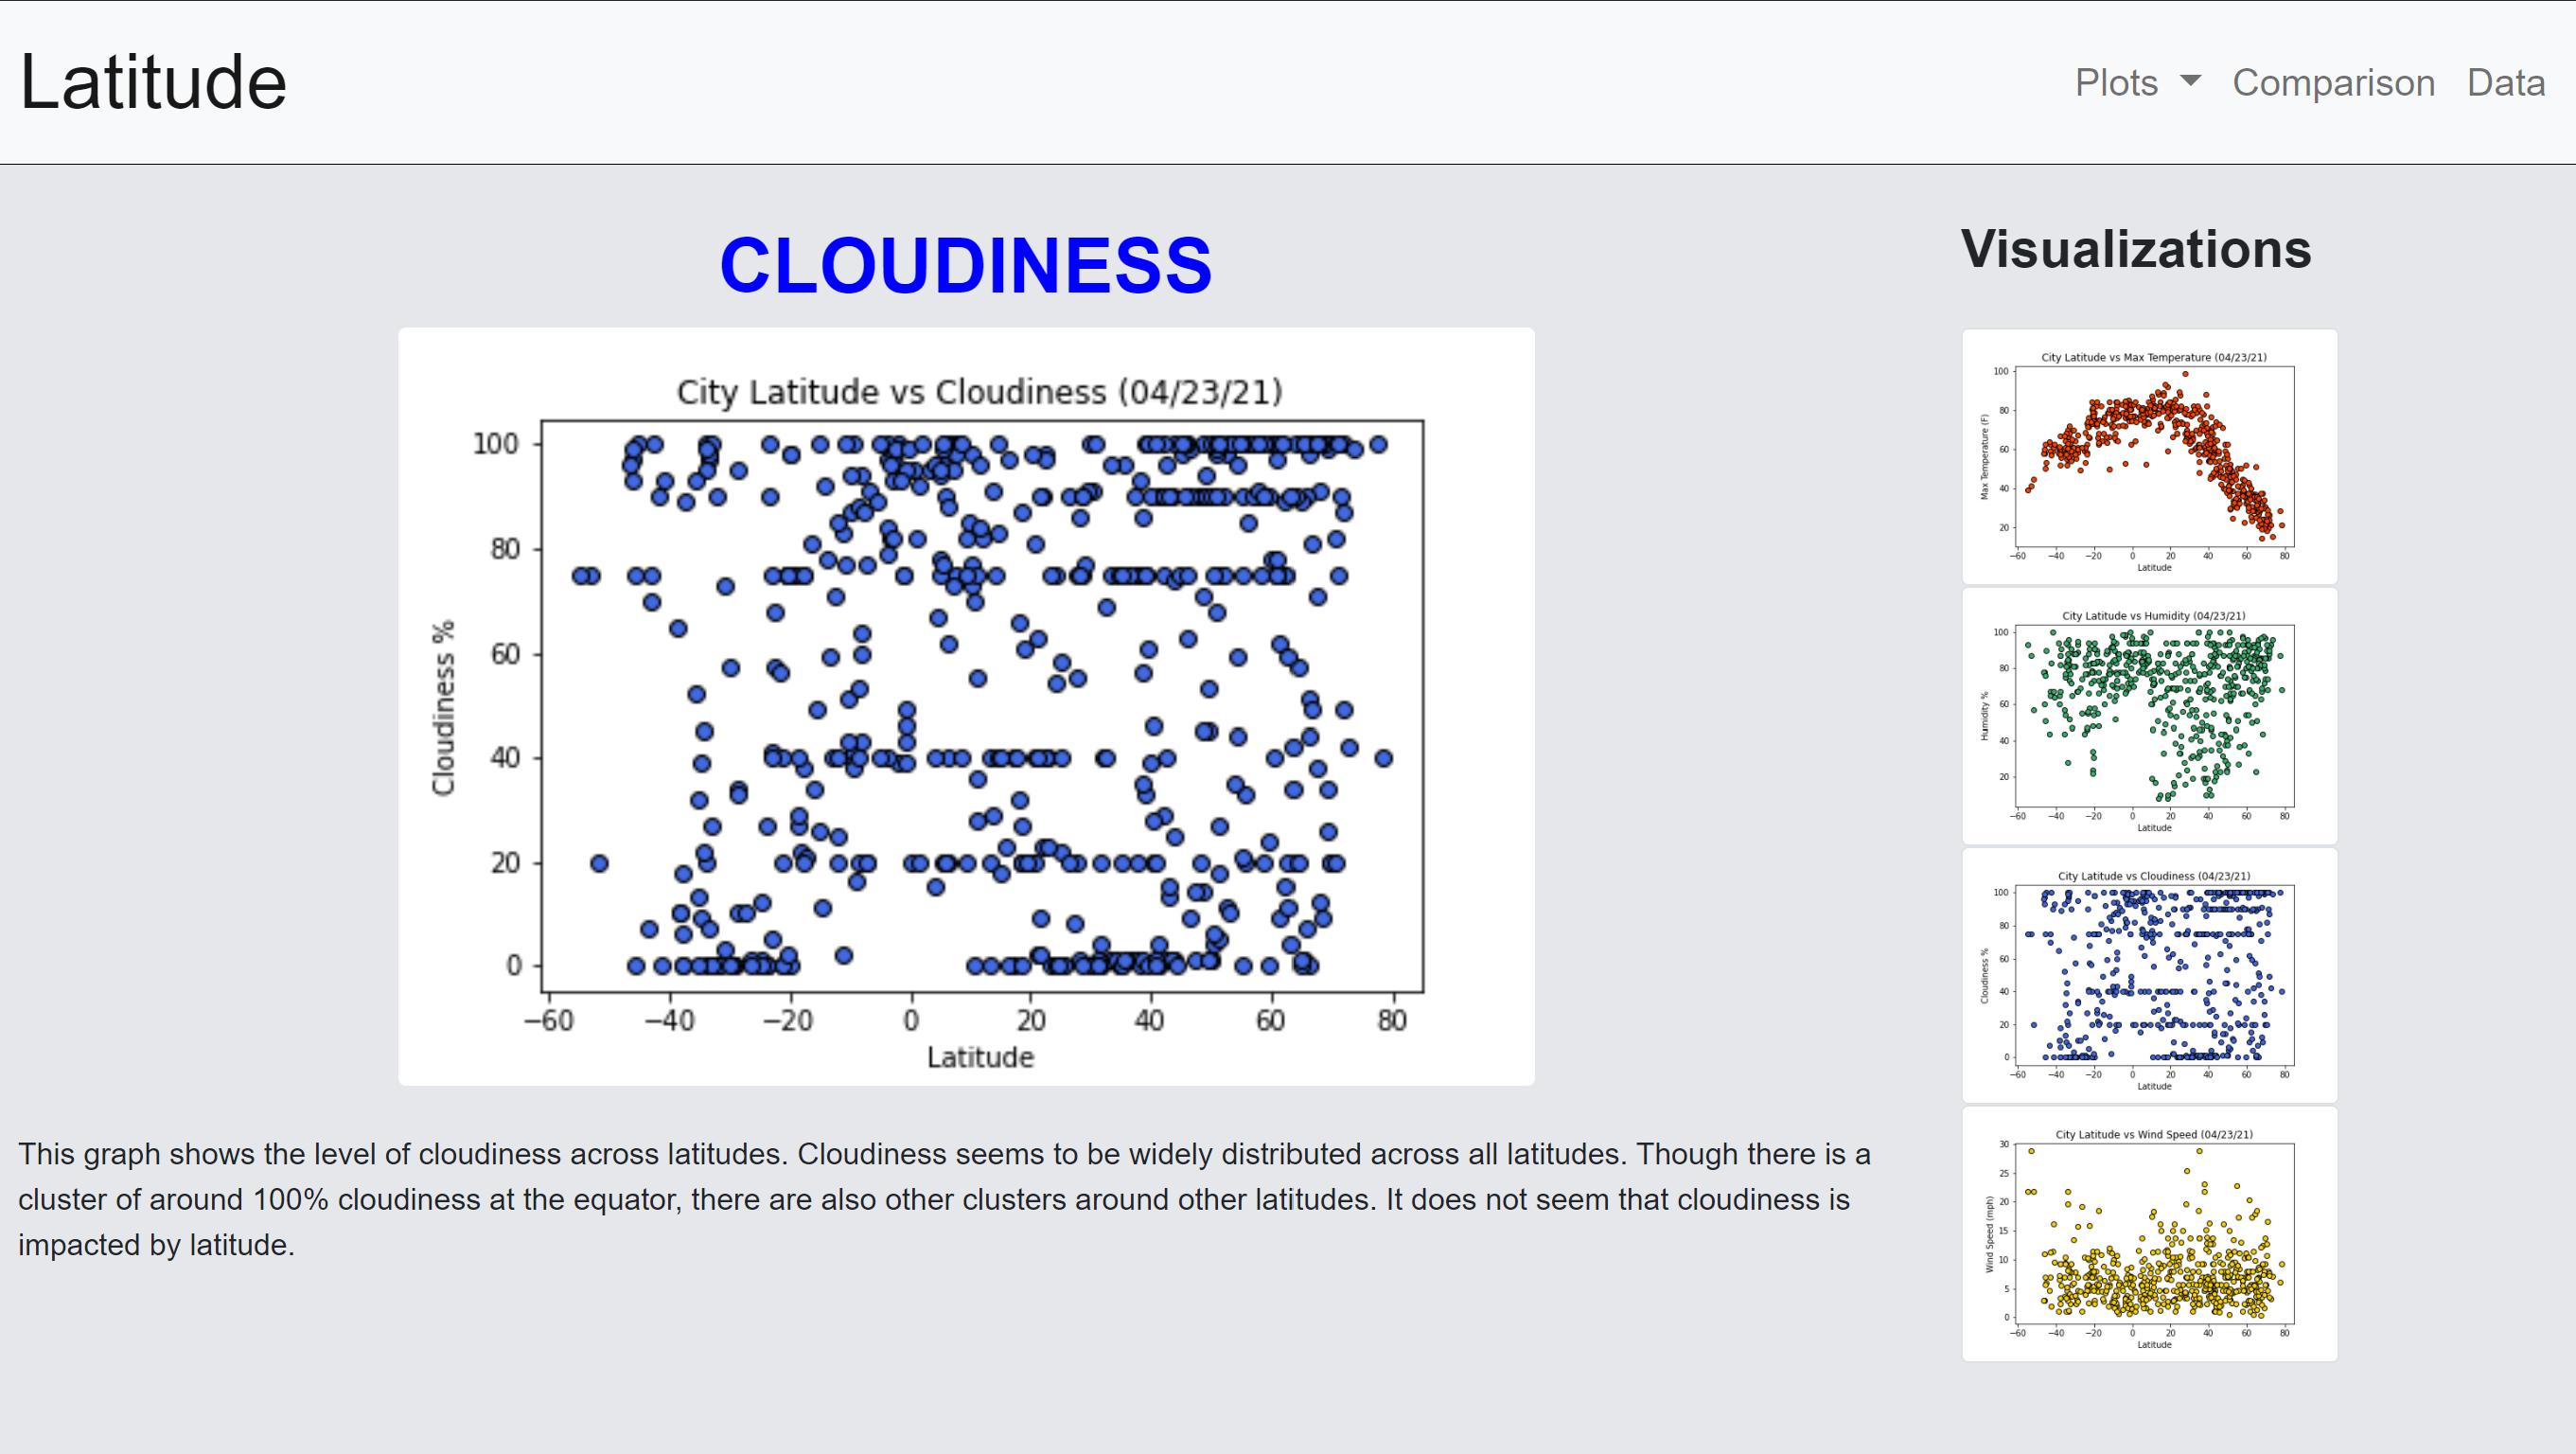 Latitude
Plots Comparison Data
CLOUDINESS
City Latitude vs Cloudiness (04/23/21)
Cloudiness %
100
80
60
40
20
0
−60 −40 −20 0 20 40 60 80
Latitude
This graph shows the level of cloudiness across latitudes. Cloudiness seems to be widely distributed across all latitudes. Though there is a
cluster of around 100% cloudiness at the equator, there are also other clusters around other latitudes. It does not seem that cloudiness is
impacted by latitude.
Visualizations
City Latitude vs Max Temperature (04/23/21)
Max Temperature (F)
100
80
60
40
20
−60 −40 −20 0 20 40 60 80
Latitude
City Latitude vs Humidity (04/23/21)
Humidity %
100
80
60
40
20
−60 −40 −20 0 20 40 60 80
Latitude
City Latitude vs Cloudiness (04/23/21)
Cloudiness %
100
80
60
40
20
0
−60 −40 −20 0 20 40 60 80
Latitude
City Latitude vs Wind Speed (04/23/21)
Wind Speed (mph)
30
25
20
15
10
5
0
−60 −40 −20 0 20 40 60 80
Latitude